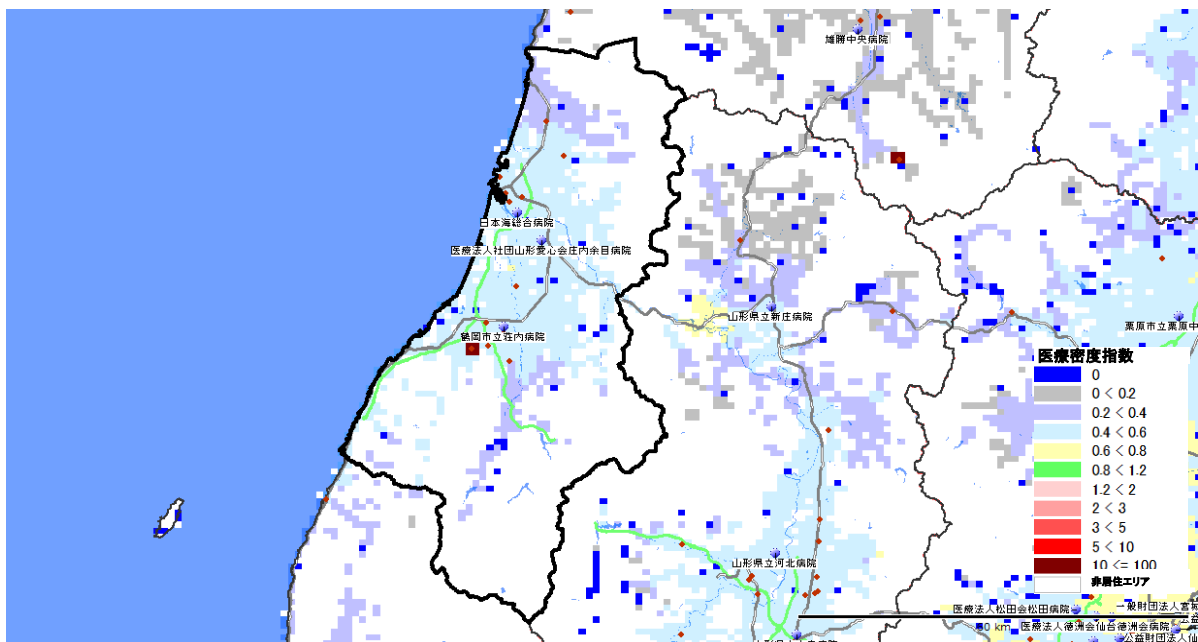 雄勝中央病院
日本海総合病院
医療法人社団山形愛心会庄内余目病院
山形県立新庄病院
栗原市立栗原中
鶴岡市立荘内病院
医療密度指数
0
0 < 0.2
0.2 < 0.4
0.4 < 0.6
0.6 < 0.8
0.8 < 1.2
1.2 < 2
2 < 3
3 < 5
5 < 10
10 <= 100
非居住エリア
山形県立河北病院
医療法人松田会松田病院
一般財団法人宮城
km
医療法人徳洲会仙台徳洲会病院
公益財団法人